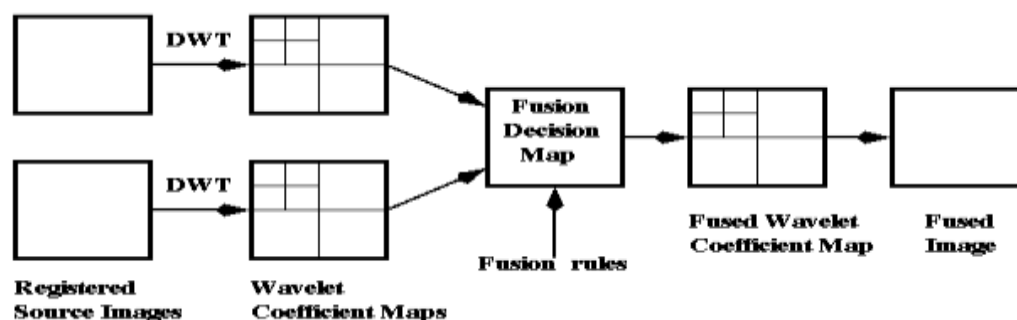 DWT
DWT
Fusion
Decision
Map
Fusion rules
Registered
Source Images
Wavelet
Coefficient Maps
Fused Wavelet
Coefficient Map
Fused
Image